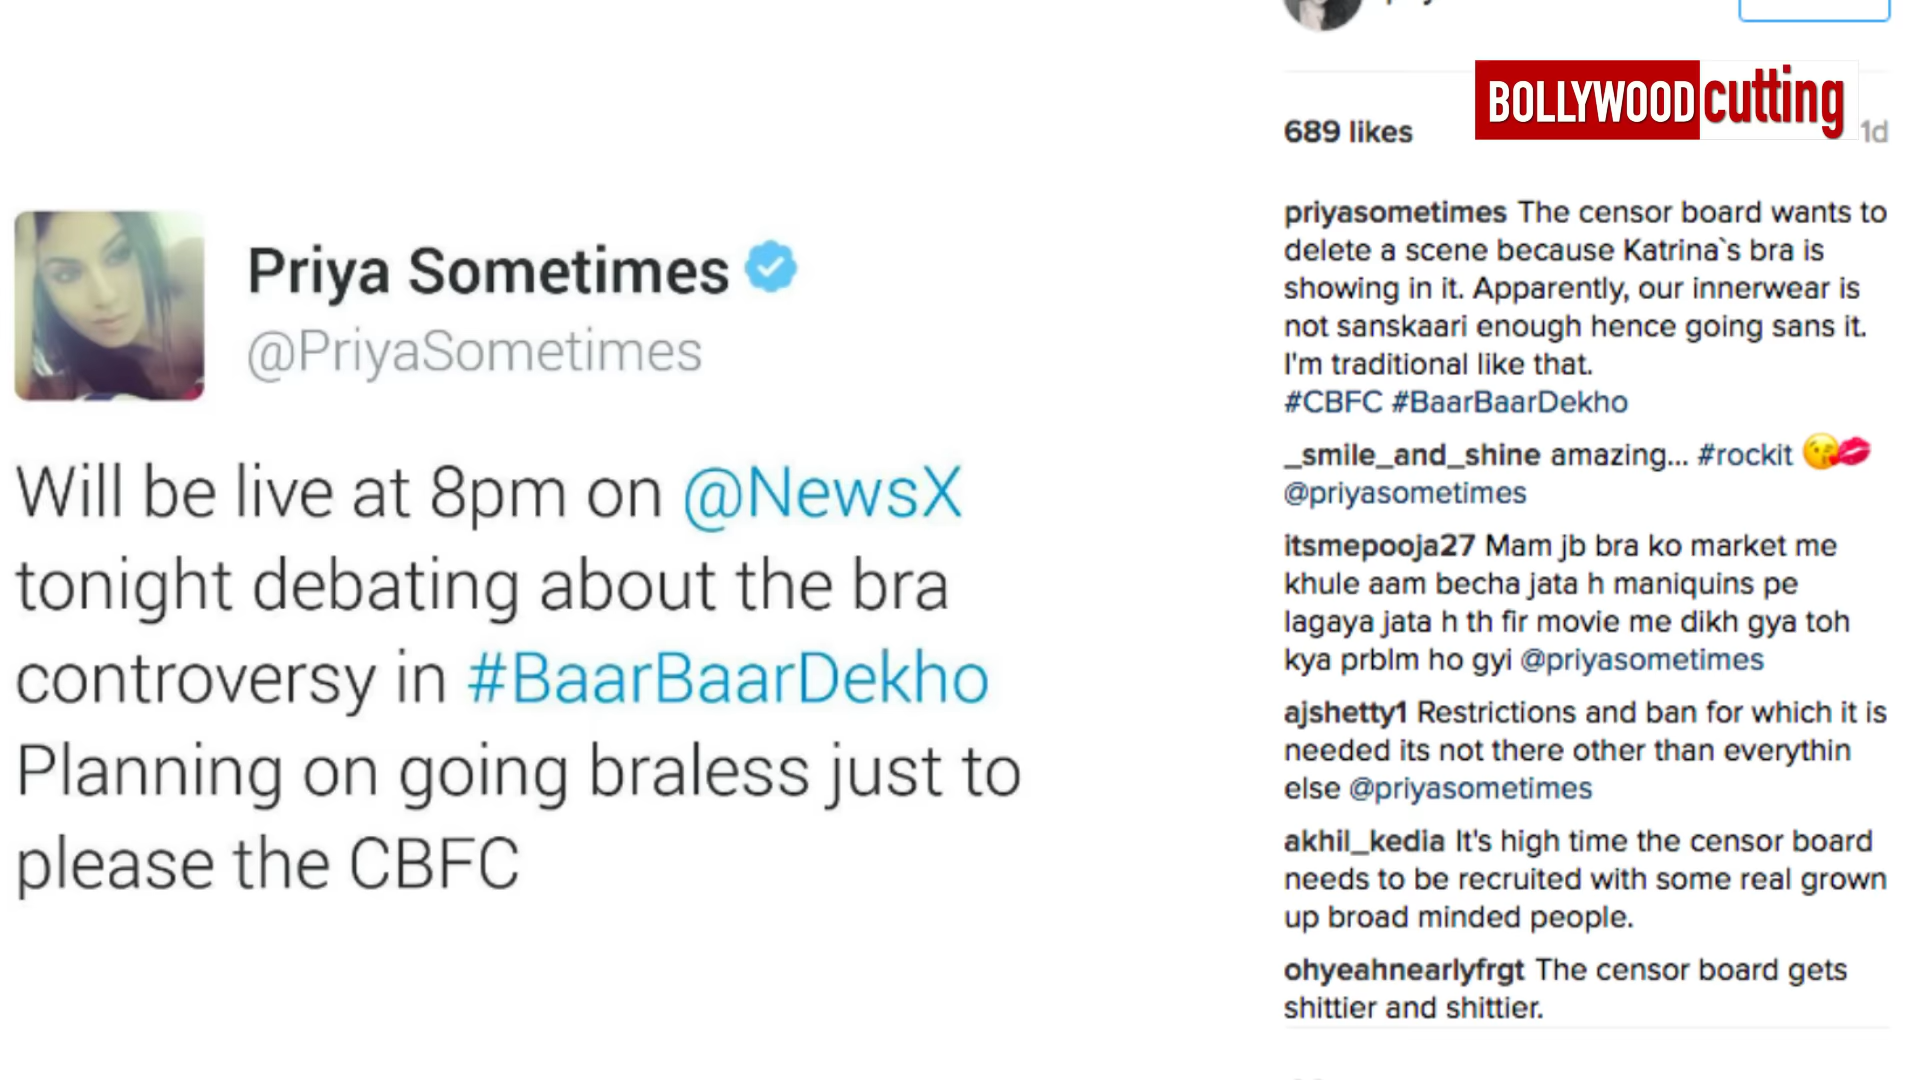 Priya Sometimes
@PriyaSometimes
Will be live at 8pm on @NewsX
tonight debating about the bra
controversy in #BaarBaarDekho
Planning on going braless just to
please the CBFC
BOLLYWOOD cutting
689 likes
1d
priyasometimes The censor board wants to
delete a scene because Katrina`s bra is
showing in it. Apparently, our innerwear is
not sanskaari enough hence going sans it.
I'm traditional like that.
#CBFC #BaarBaarDekho
_smile_and_shine amazing... #rockit 😘💋
@priyasometimes
itsmepooja27 Mam jb bra ko market me
khule aam becha jata h maniquins pe
lagaya jata h th fir movie me dikh gya toh
kya prblm ho gyi @priyasometimes
ajshetty1 Restrictions and ban for which it is
needed its not there other than everythin
else @priyasometimes
akhil_kedia It's high time the censor board
needs to be recruited with some real grown
up broad minded people.
ohyeahnearlyfrgt The censor board gets
shittier and shittier.